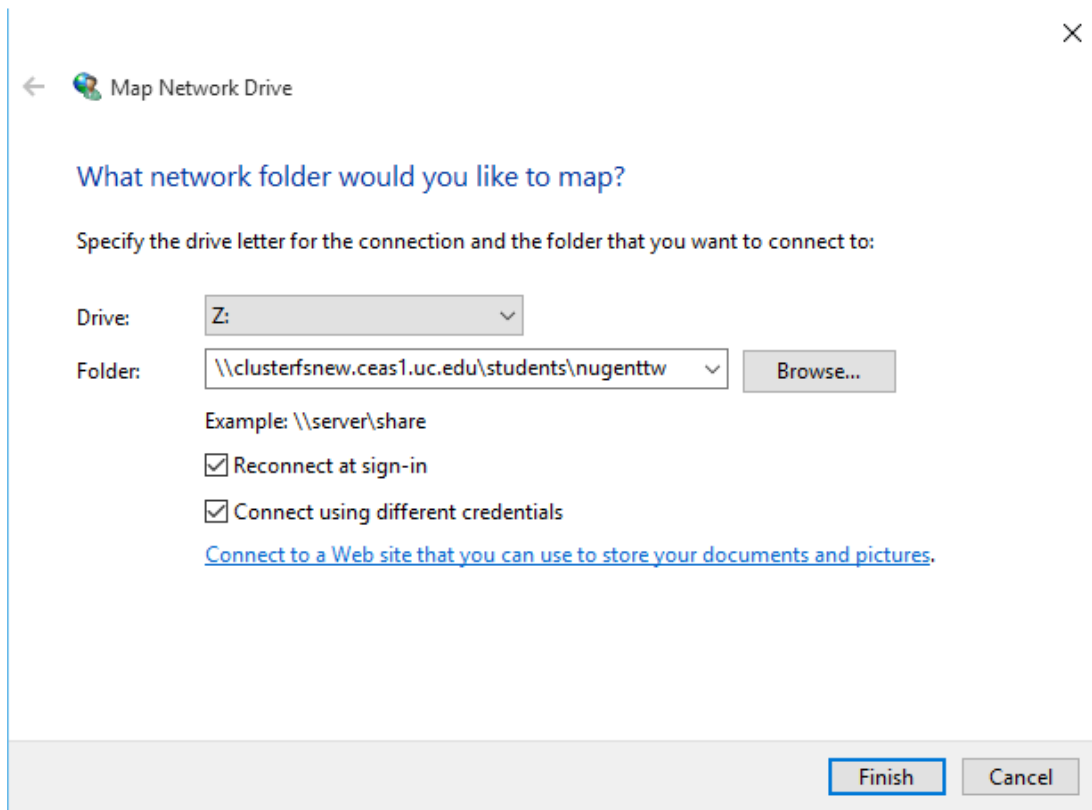 Map Network Drive
What network folder would you like to map?
Specify the drive letter for the connection and the folder that you want to connect to:
Drive: Z:
Folder: \\clusterfsnew.ceas1.uc.edu\students\nugenttw Browse...
Example: \\server\share
Reconnect at sign-in
Connect using different credentials
Connect to a Web site that you can use to store your documents and pictures.
Finish Cancel